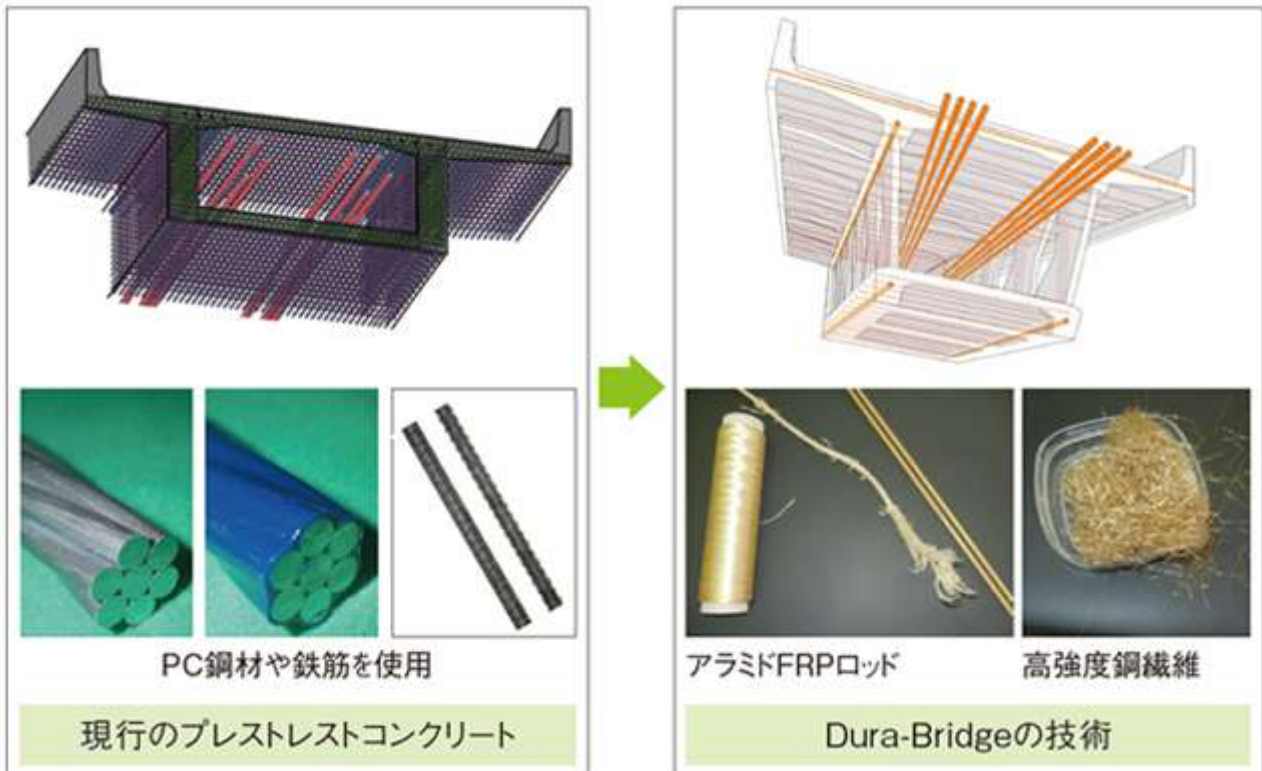 PC鋼材や鉄筋を使用
現行のプレストレストコンクリート
アラミドFRPロッド
高強度鋼繊維
Dura-Bridgeの技術